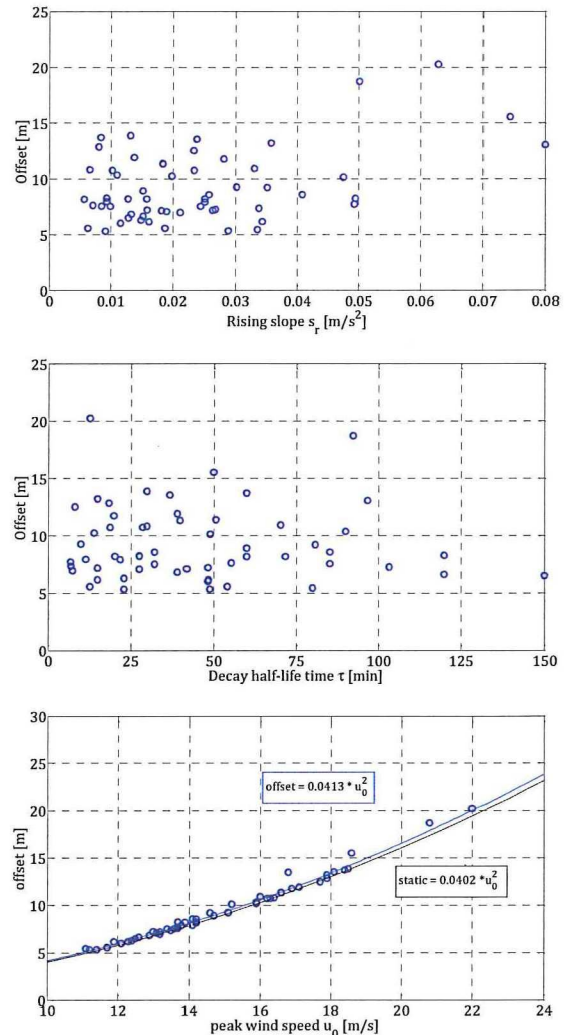 25
20
15
10
5
0
Offset [m]
0 0.01 0.02 0.03 0.04 0.05 0.06 0.07 0.08
Rising slope s_r [m/s²]
25
20
15
10
5
0
Offset [m]
0 25 50 75 100 125 150
Decay half-life time τ [min]
30
25
20
15
10
5
0
offset [m]
offset = 0.0413 * u₀²
static = 0.0402 *u₀²
10 12 14 16 18 20 22 24
peak wind speed u₀ [m/s]